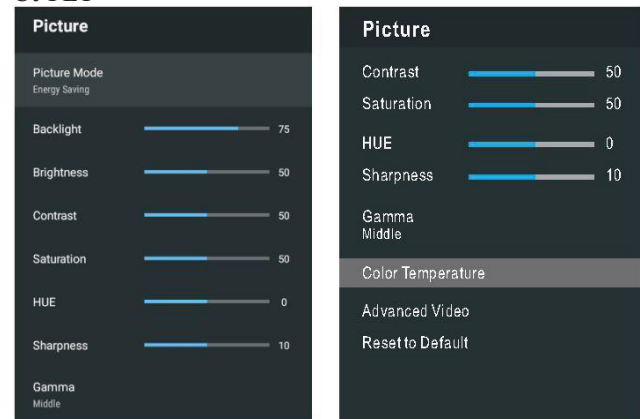 Picture
Picture Mode
Energy Saving
Backlight 75
Brightness 50
Contrast 50
Saturation 50
HUE 0
Sharpness 10
Gamma
Middle
Picture
Contrast 50
Saturation 50
HUE 0
Sharpness 10
Gamma
Middle
Color Temperature
Advanced Video
Reset to Default